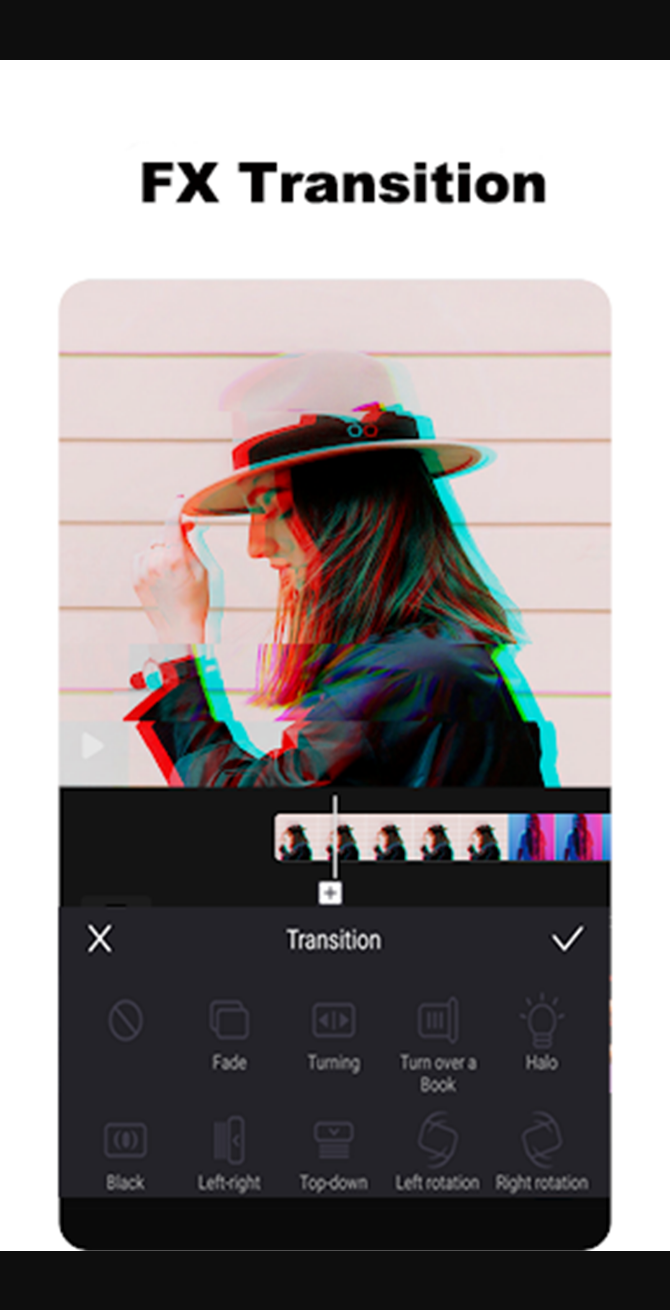 FX Transition
Transition
Fade
Turning
Turn over a
Book
Halo
Black
Left-right
Top-down
Left rotation
Right rotation